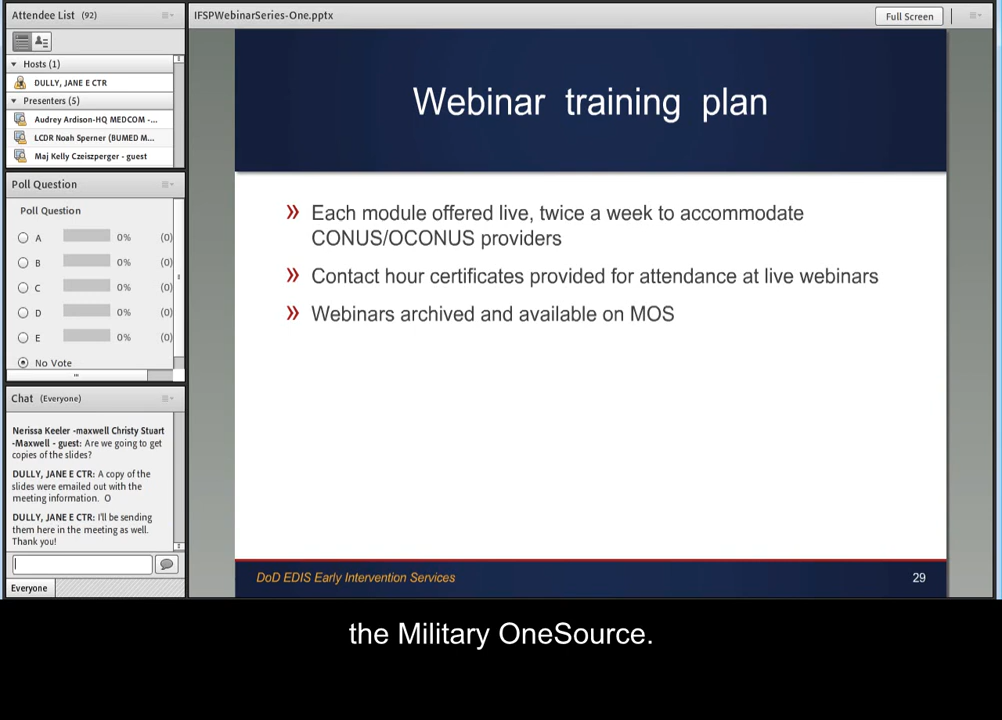 Attendee List (92)
Hosts (1)
DULLY, JANE E CTR
Presenters (5)
Audrey Ardison-HQ MEDCOM -...
LCDR Noah Sperner (BUMED M...
Maj Kelly Czeiszperger - guest
Poll Question
Poll Question
A 0% (0)
B 0% (0)
C 0% (0)
D 0% (0)
E 0% (0)
No Vote
Chat (Everyone)
Nerissa Keeler -maxwell Christy Stuart
-Maxwell - guest: Are we going to get
copies of the slides?
DULLY, JANE E CTR: A copy of the
slides were emailed out with the
meeting information. O
DULLY, JANE E CTR: I'll be sending
them here in the meeting as well.
Thank you!
Everyone
IFSPWebinarSeries-One.pptx
Full Screen
Webinar training plan
» Each module offered live, twice a week to accommodate
CONUS/OCONUS providers
» Contact hour certificates provided for attendance at live webinars
» Webinars archived and available on MOS
DoD EDIS Early Intervention Services
29
the Military OneSource.